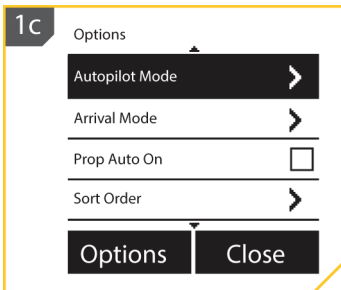 1c
Options
Autopilot Mode
Arrival Mode
Prop Auto On
Sort Order
Options Close